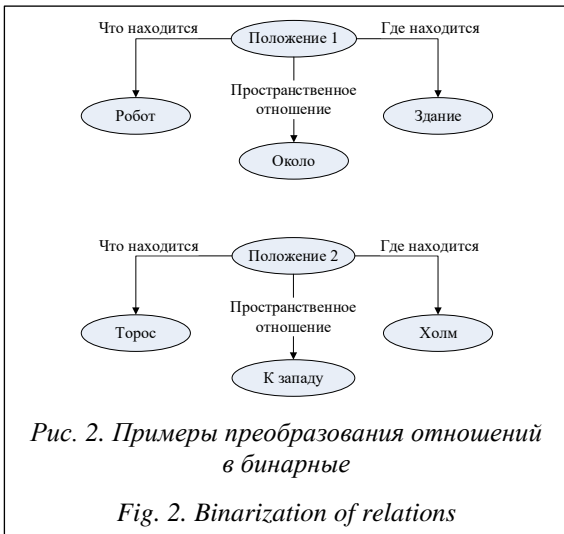 Что находится
Положение 1
Где находится
Пространственное
отношение
Робот
Здание
Около
Что находится
Положение 2
Где находится
Пространственное
отношение
Торос
Холм
К западу
Рис. 2. Примеры преобразования отношений
в бинарные
Fig. 2. Binarization of relations